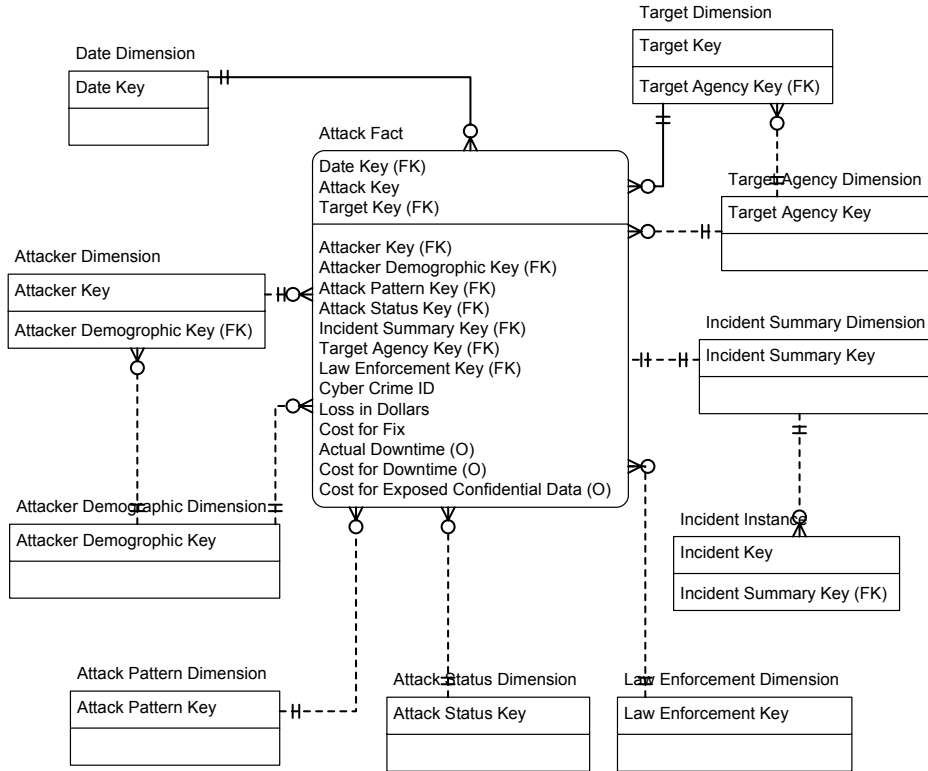 Target Dimension
Target Key
Target Agency Key (FK)
Date Dimension
Date Key
Attack Fact
Date Key (FK)
Attack Key
Target Key (FK)
Attacker Key (FK)
Attacker Demogrophic Key (FK)
Attack Pattern Key (FK)
Attack Status Key (FK)
Incident Summary Key (FK)
Target Agency Key (FK)
Law Enforcement Key (FK)
Cyber Crime ID
Loss in Dollars
Cost for Fix
Actual Downtime (O)
Cost for Downtime (O)
Cost for Exposed Confidential Data (O)
Target Agency Dimension
Target Agency Key
Attacker Dimension
Attacker Key
Attacker Demogrophic Key (FK)
Incident Summary Dimension
Incident Summary Key
Attacker Demographic Dimension
Attacker Demogrophic Key
Incident Instance
Incident Key
Incident Summary Key (FK)
Attack Pattern Dimension
Attack Pattern Key
Attack Status Dimension
Attack Status Key
Law Enforcement Dimension
Law Enforcement Key